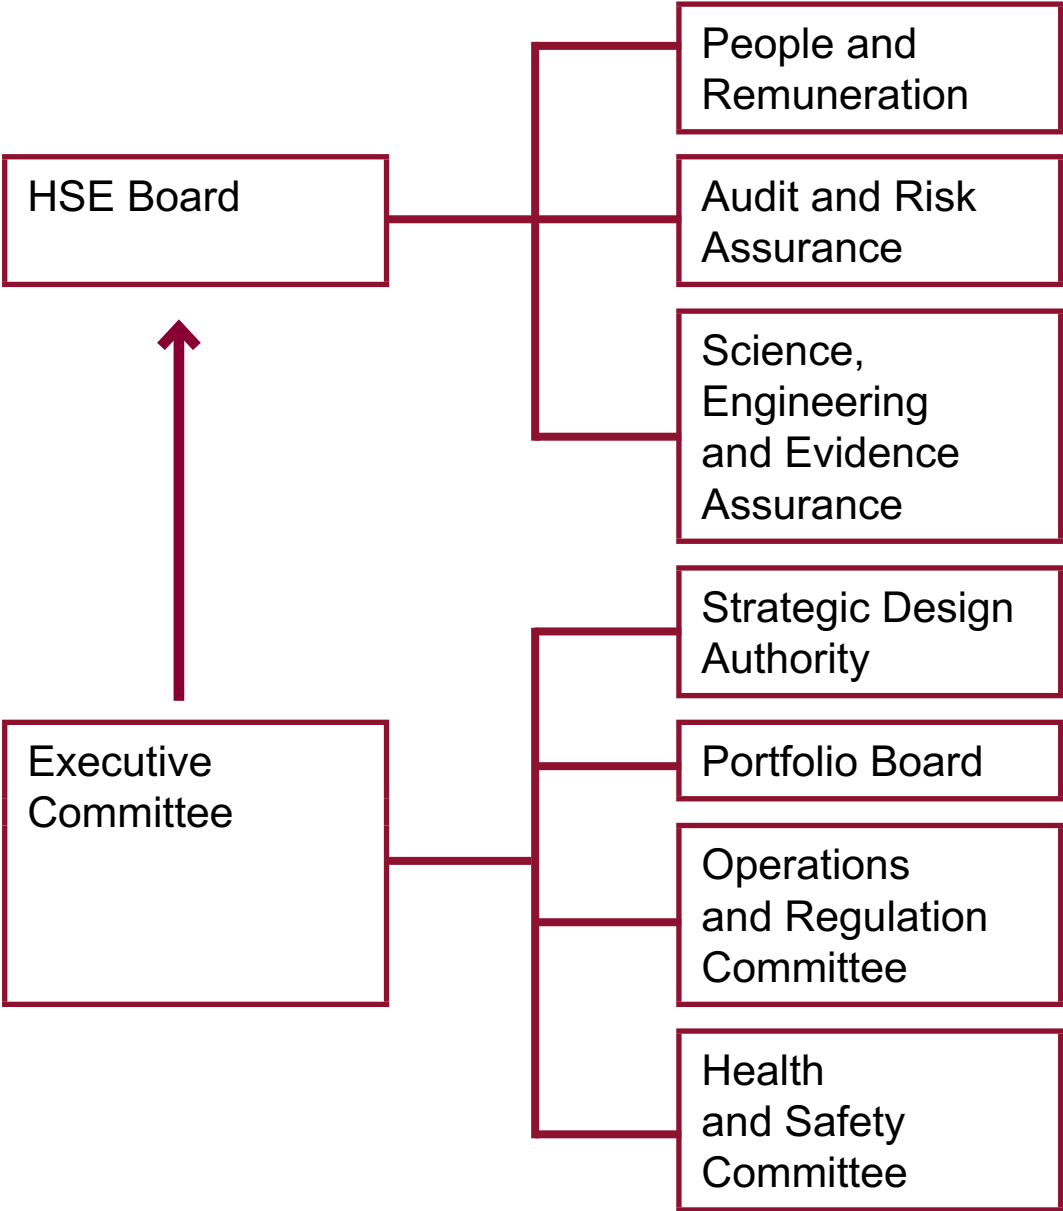 HSE Board
People and
Remuneration
Audit and Risk
Assurance
Science,
Engineering
and Evidence
Assurance
Executive
Committee
Strategic Design
Authority
Portfolio Board
Operations
and Regulation
Committee
Health
and Safety
Committee